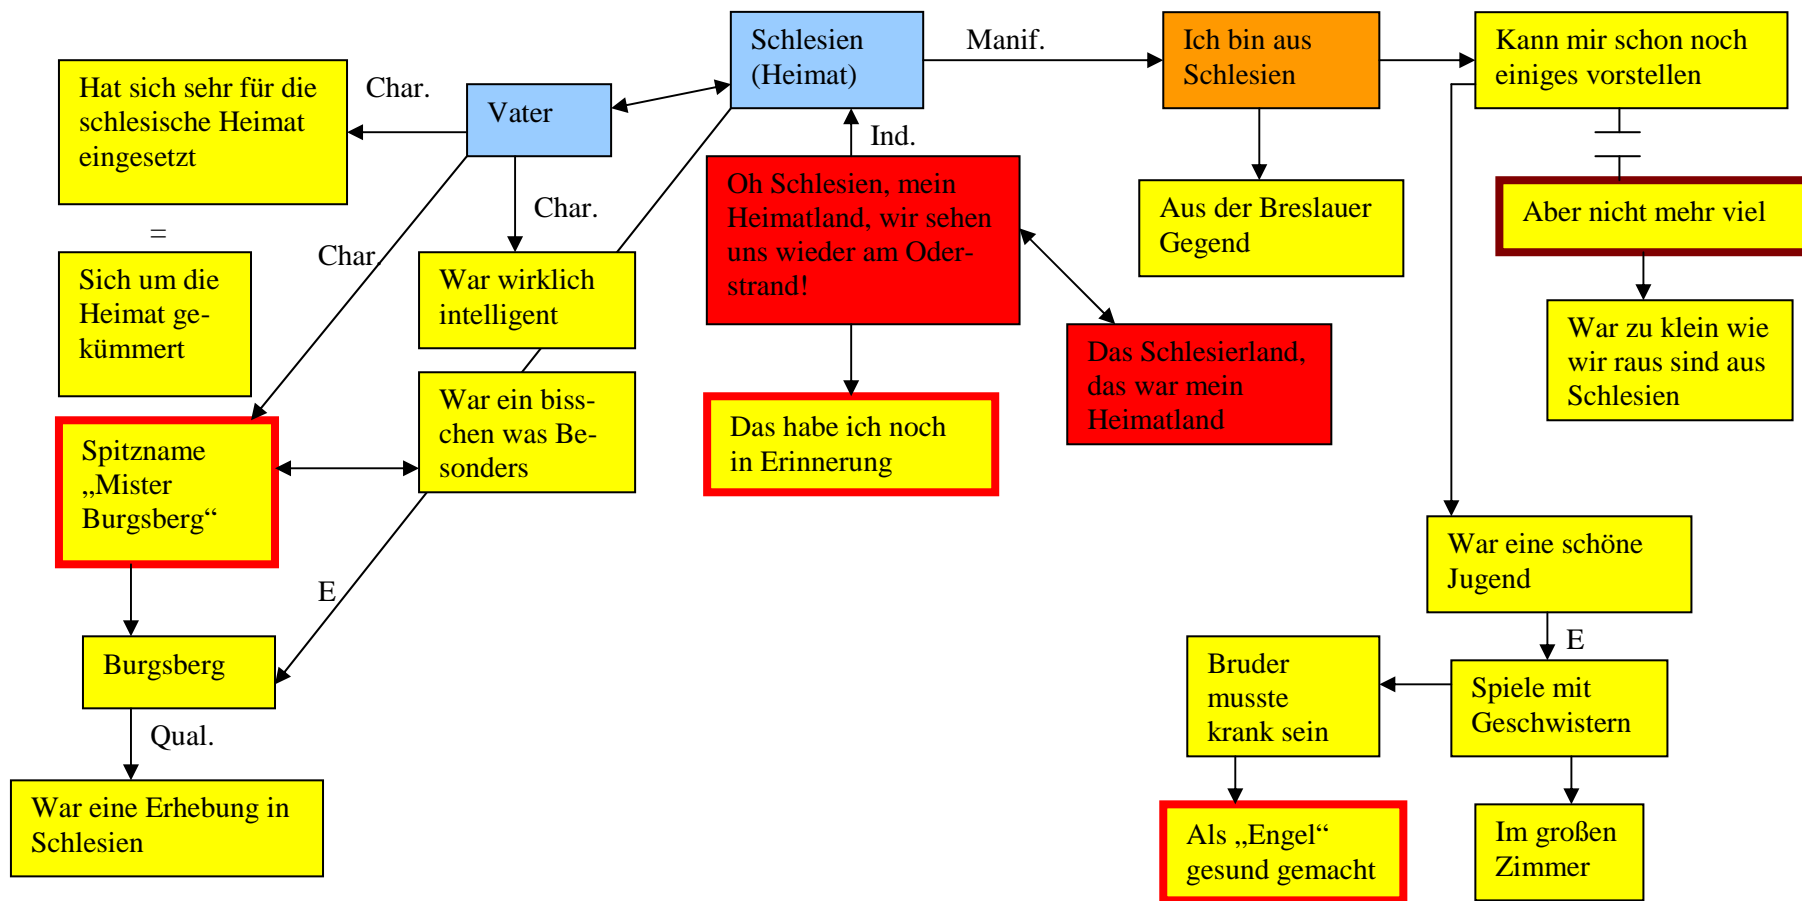 Hat sich sehr für die
schlesische Heimat
eingesetzt
=
Sich um die
Heimat ge-
kümmert
Char.
Vater
Char.
Char.
War wirklich
intelligent
War ein biss-
chen was Be-
sonders
Spitzname
„Mister
Burgsberg“
Burgsberg
E
Qual.
War eine Erhebung in
Schlesien
Schlesien
(Heimat)
Manif.
Ind.
Oh Schlesien, mein
Heimatland, wir sehen
uns wieder am Oder-
strand!
Das habe ich noch
in Erinnerung
Das Schlesierland,
das war mein
Heimatland
Ich bin aus
Schlesien
Aus der Breslauer
Gegend
Kann mir schon noch
einiges vorstellen
Aber nicht mehr viel
War zu klein wie
wir raus sind aus
Schlesien
War eine schöne
Jugend
E
Spiele mit
Geschwistern
Bruder
musste
krank sein
Als „Engel“
gesund gemacht
Im großen
Zimmer